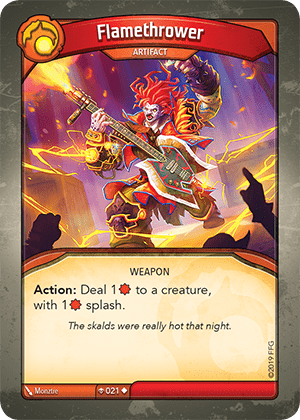 Flamethrower
ARTIFACT
WEAPON
Action: Deal 1 to a creature,
with 1 splash.
The skalds were really hot that night.
Monztre
021
©2019 FFG